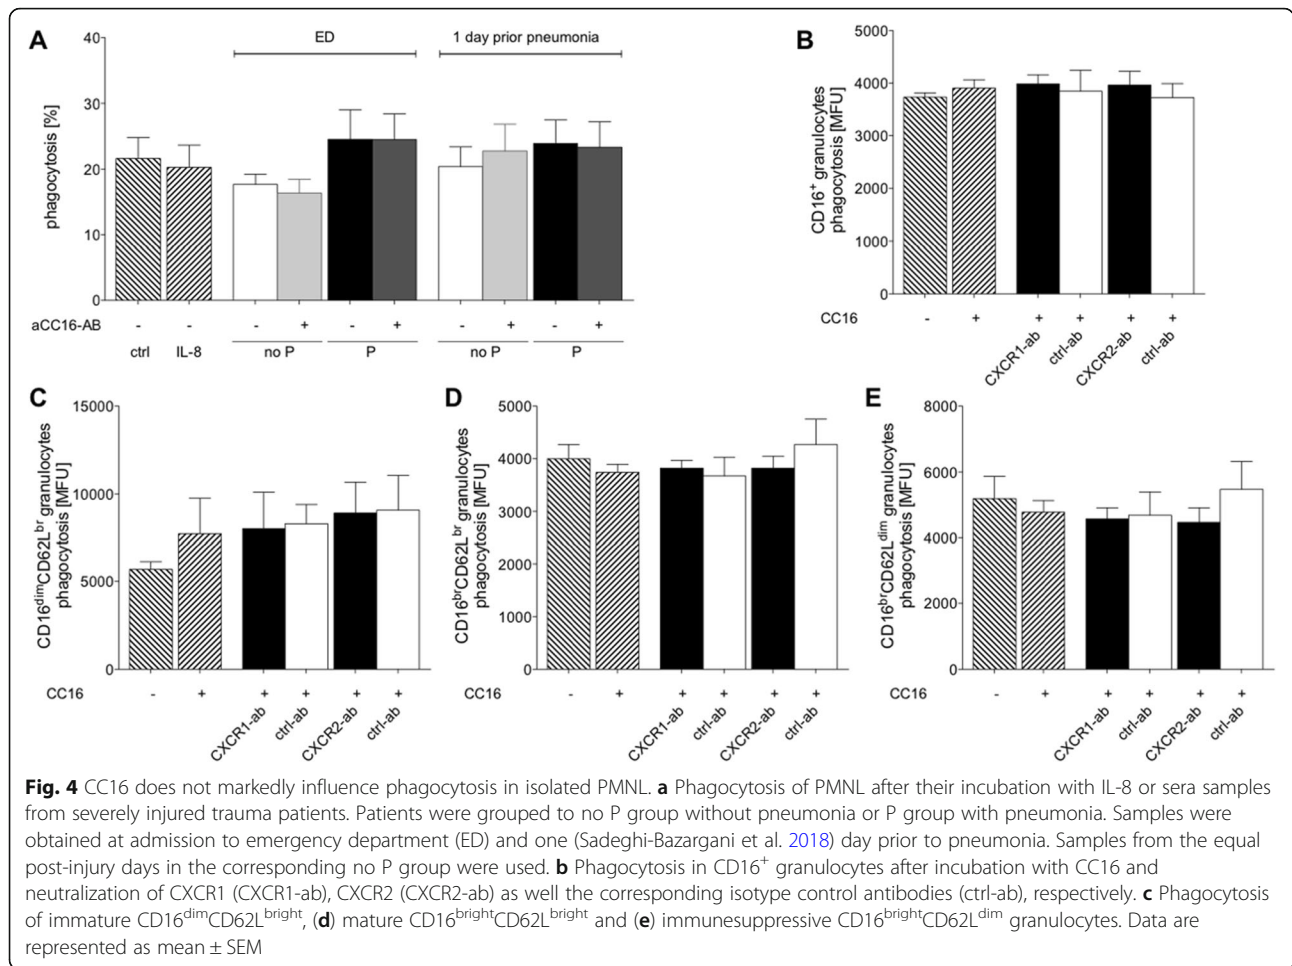 A
ED
1 day prior pneumonia
phagocytosis [%]
40
30
20
10
0
aCC16-AB - - - + - + - + - +
ctrl IL-8 no P P no P P
B
CD16+ granulocytes
phagocytosis [MFU]
5000
4000
3000
2000
1000
0
CC16 - + + + + +
CXCR1-ab ctrl-ab CXCR2-ab ctrl-ab
C
CD16dimCD62Lbr granulocytes
phagocytosis [MFU]
15000
10000
5000
0
CC16 - + + + + +
CXCR1-ab ctrl-ab CXCR2-ab ctrl-ab
D
CD16brCD62Lbr granulocytes
phagocytosis [MFU]
5000
4000
3000
2000
1000
0
CC16 - + + + + +
CXCR1-ab ctrl-ab CXCR2-ab ctrl-ab
E
CD16brCD62Ldim granulocytes
phagocytosis [MFU]
8000
6000
4000
2000
0
CC16 - + + + + +
CXCR1-ab ctrl-ab CXCR2-ab ctrl-ab
Fig. 4 CC16 does not markedly influence phagocytosis in isolated PMNL. a Phagocytosis of PMNL after their incubation with IL-8 or sera samples
from severely injured trauma patients. Patients were grouped to no P group without pneumonia or P group with pneumonia. Samples were
obtained at admission to emergency department (ED) and one (Sadeghi-Bazargani et al. 2018) day prior to pneumonia. Samples from the equal
post-injury days in the corresponding no P group were used. b Phagocytosis in CD16+ granulocytes after incubation with CC16 and
neutralization of CXCR1 (CXCR1-ab), CXCR2 (CXCR2-ab) as well the corresponding isotype control antibodies (ctrl-ab), respectively. c Phagocytosis
of immature CD16dimCD62Lbright, (d) mature CD16brightCD62Lbright and (e) immunesuppressive CD16brightCD62Ldim granulocytes. Data are
represented as mean ± SEM